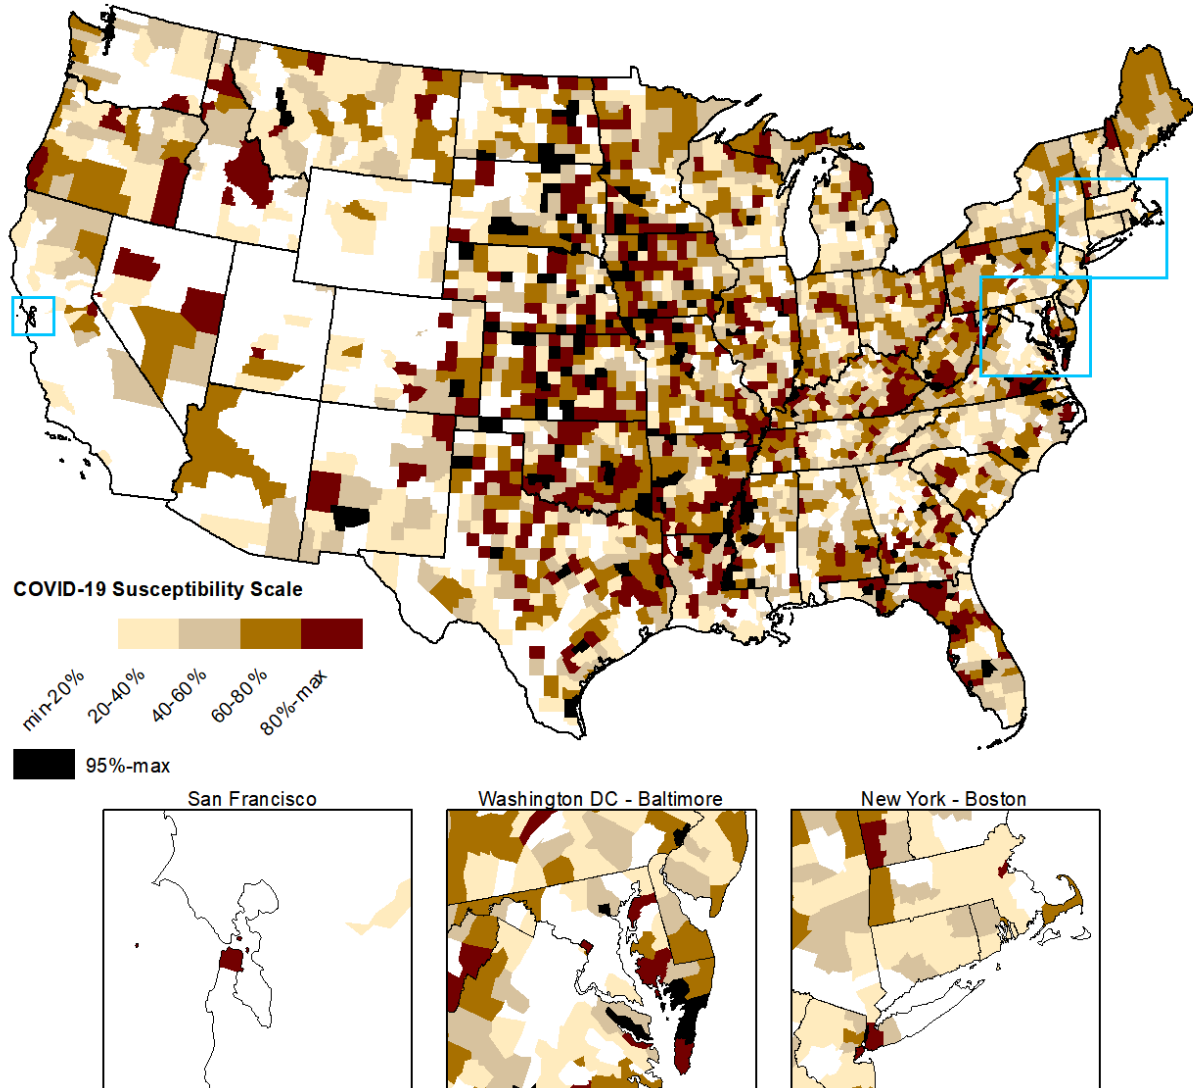 COVID-19 Susceptibility Scale
min-20%
20-40%
40-60%
60-80%
80%-max
95%-max
San Francisco
Washington DC - Baltimore
New York - Boston